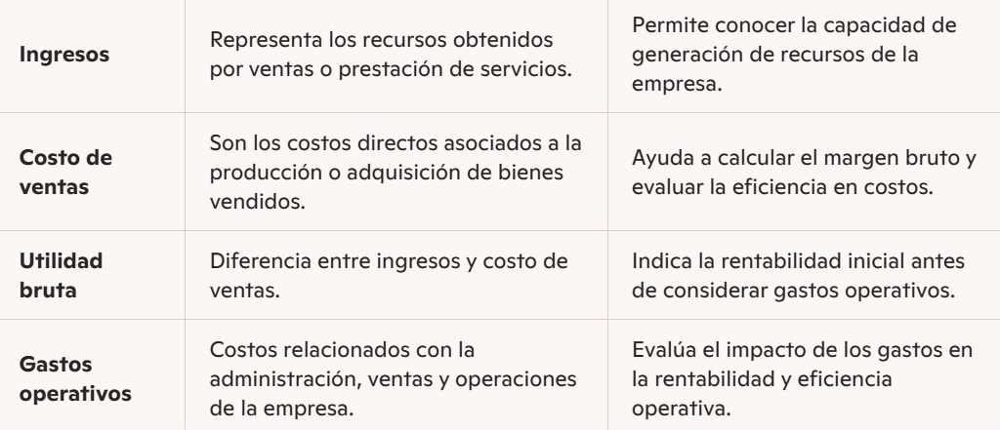 Ingresos
Representa los recursos obtenidos
por ventas o prestación de servicios.
Permite conocer la capacidad de
generación de recursos de la
empresa.
Costo de
ventas
Son los costos directos asociados a la
producción o adquisición de bienes
vendidos.
Ayuda a calcular el margen bruto y
evaluar la eficiencia en costos.
Utilidad
bruta
Diferencia entre ingresos y costo de
ventas.
Indica la rentabilidad inicial antes
de considerar gastos operativos.
Gastos
operativos
Costos relacionados con la
administración, ventas y operaciones
de la empresa.
Evalúa el impacto de los gastos en
la rentabilidad y eficiencia
operativa.